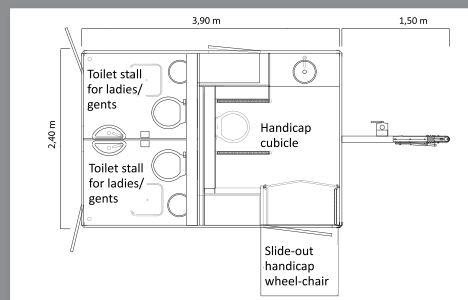 3,90 m
1,50 m
2,40 m
Toilet stall
for ladies/
gents
Toilet stall
for ladies/
gents
Handicap
cubicle
Slide-out
handicap
wheel-chair